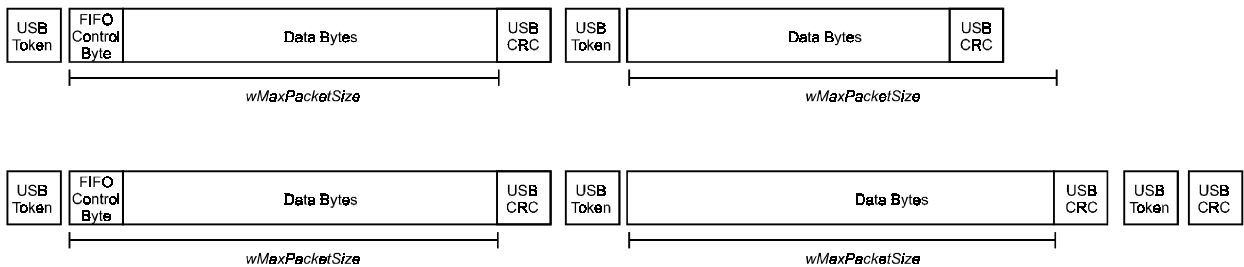 USB
Token
FIFO
Control
Byte
Data Bytes
USB
CRC
USB
Token
Data Bytes
USB
CRC
wMaxPacketSize
wMaxPacketSize
USB
Token
FIFO
Control
Byte
Data Bytes
USB
CRC
USB
Token
Data Bytes
USB
CRC
USB
Token
USB
CRC
wMaxPacketSize
wMaxPacketSize